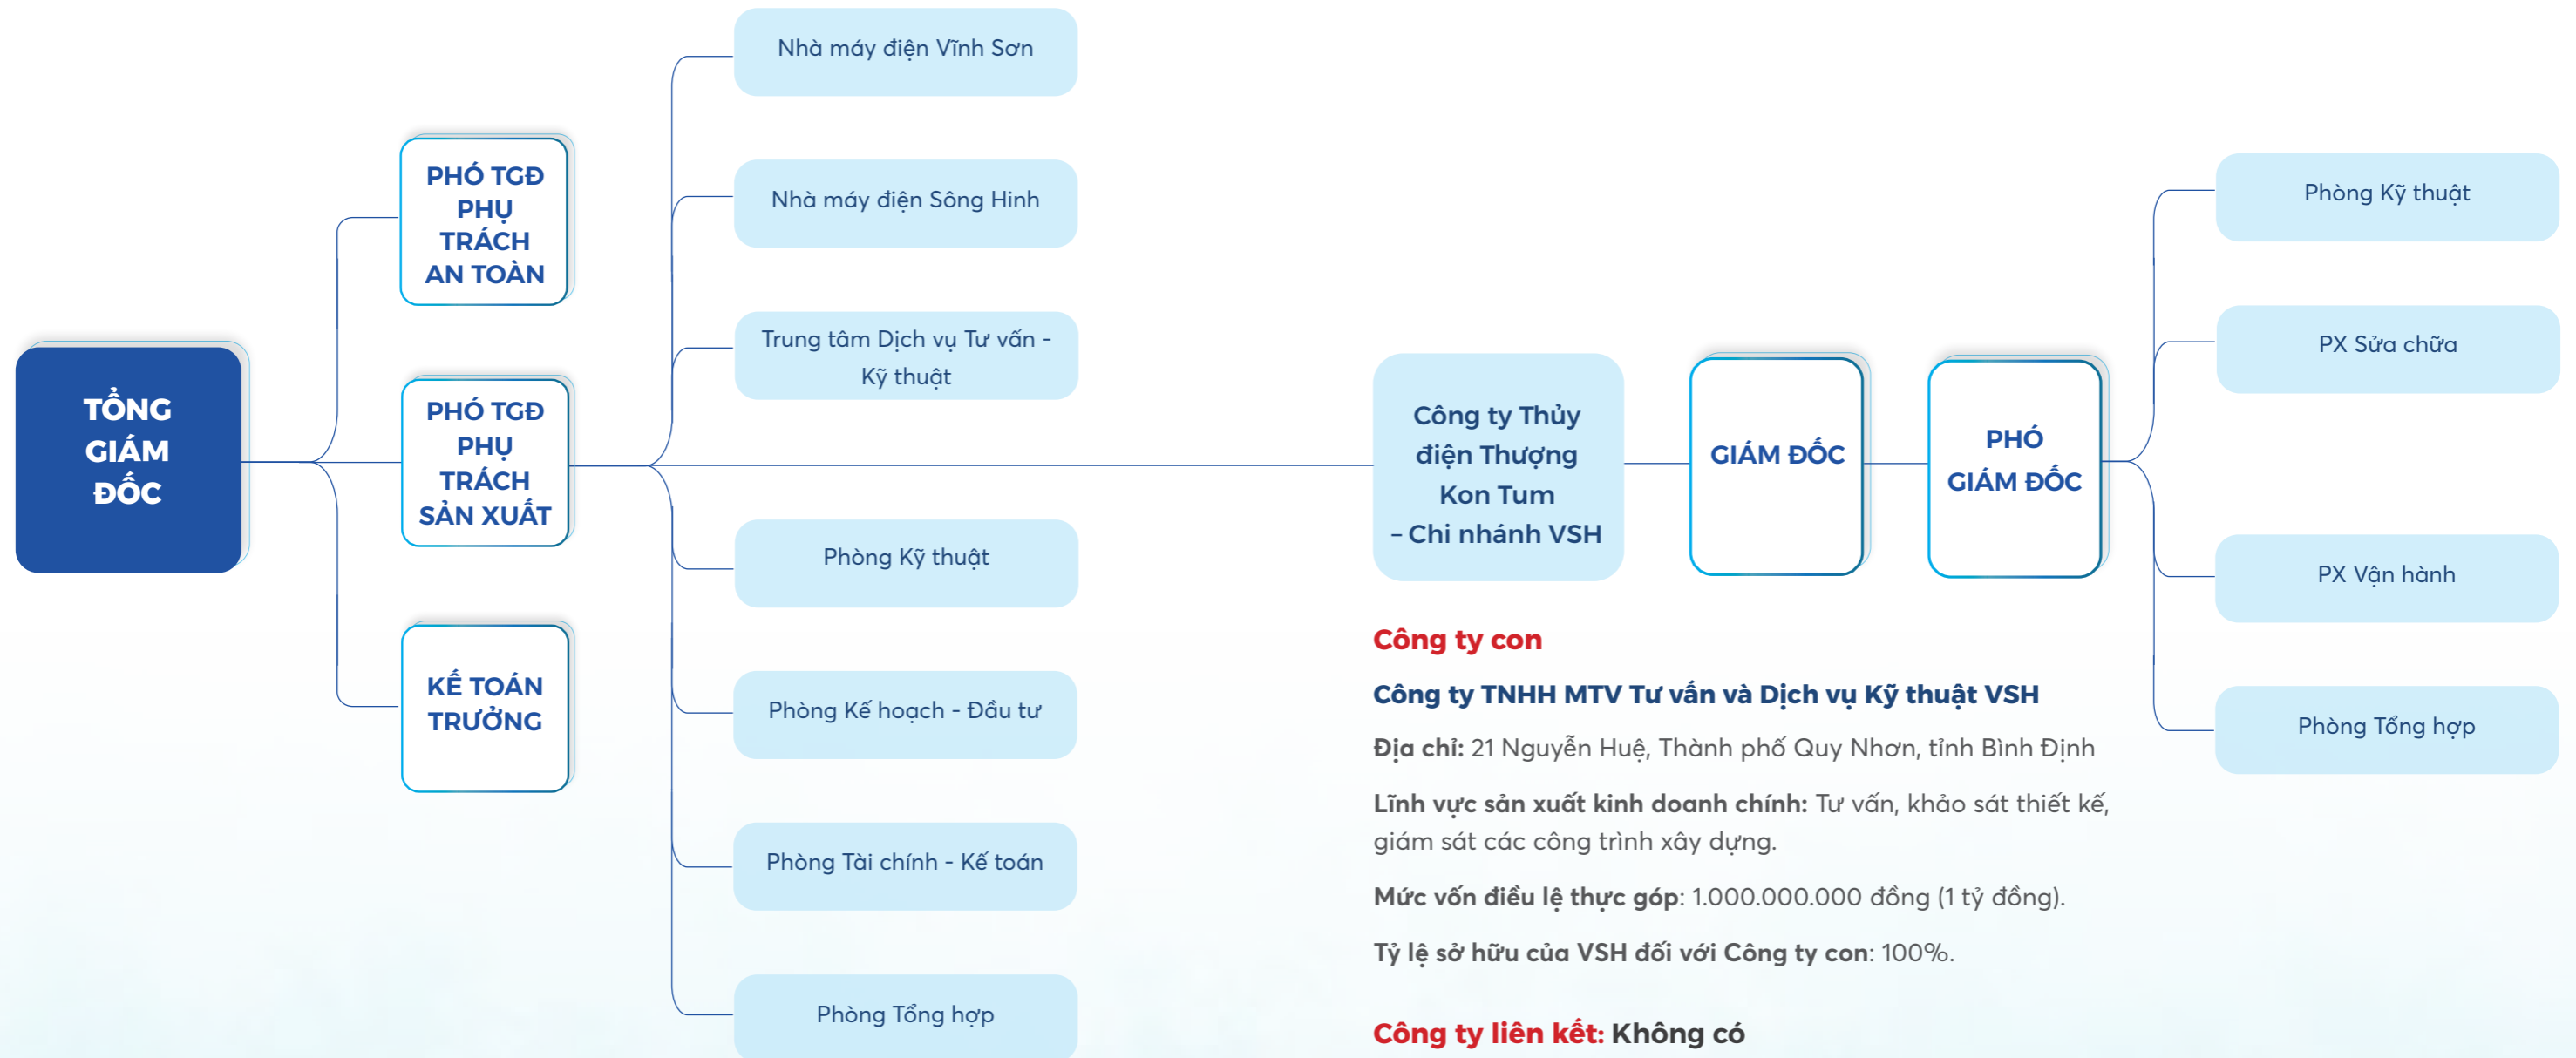 TỔNG
GIÁM
ĐỐC
PHÓ TGĐ
PHỤ
TRÁCH
AN TOÀN
PHÓ TGĐ
PHỤ
TRÁCH
SẢN XUẤT
KẾ TOÁN
TRƯỞNG
Nhà máy điện Vĩnh Sơn
Nhà máy điện Sông Hinh
Trung tâm Dịch vụ Tư vấn -
Kỹ thuật
Phòng Kỹ thuật
Phòng Kế hoạch - Đầu tư
Phòng Tài chính - Kế toán
Phòng Tổng hợp
Công ty Thủy
điện Thượng
Kon Tum
– Chi nhánh VSH
GIÁM ĐỐC
PHÓ
GIÁM ĐỐC
Phòng Kỹ thuật
PX Sửa chữa
PX Vận hành
Phòng Tổng hợp
Công ty con
Công ty TNHH MTV Tư vấn và Dịch vụ Kỹ thuật VSH
Địa chỉ: 21 Nguyễn Huệ, Thành phố Quy Nhơn, tỉnh Bình Định
Lĩnh vực sản xuất kinh doanh chính: Tư vấn, khảo sát thiết kế,
giám sát các công trình xây dựng.
Mức vốn điều lệ thực góp: 1.000.000.000 đồng (1 tỷ đồng).
Tỷ lệ sở hữu của VSH đối với Công ty con: 100%.
Công ty liên kết: Không có